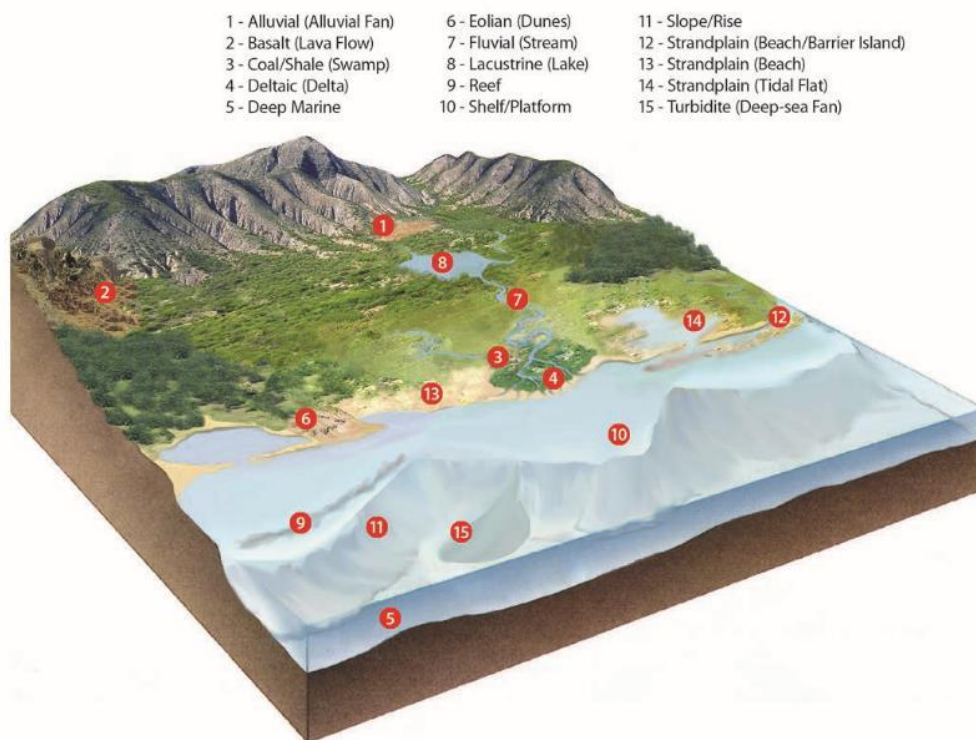 1 - Alluvial (Alluvial Fan)
2 - Basalt (Lava Flow)
3 - Coal/Shale (Swamp)
4 - Deltaic (Delta)
5 - Deep Marine
6 - Eolian (Dunes)
7 - Fluvial (Stream)
8 - Lacustrine (Lake)
9 - Reef
10 - Shelf/Platform
11 - Slope/Rise
12 - Strandplain (Beach/Barrier Island)
13 - Strandplain (Beach)
14 - Strandplain (Tidal Flat)
15 - Turbidite (Deep-sea Fan)
1
8
2
7
14
12
3
4
13
6
10
9
11
15
5